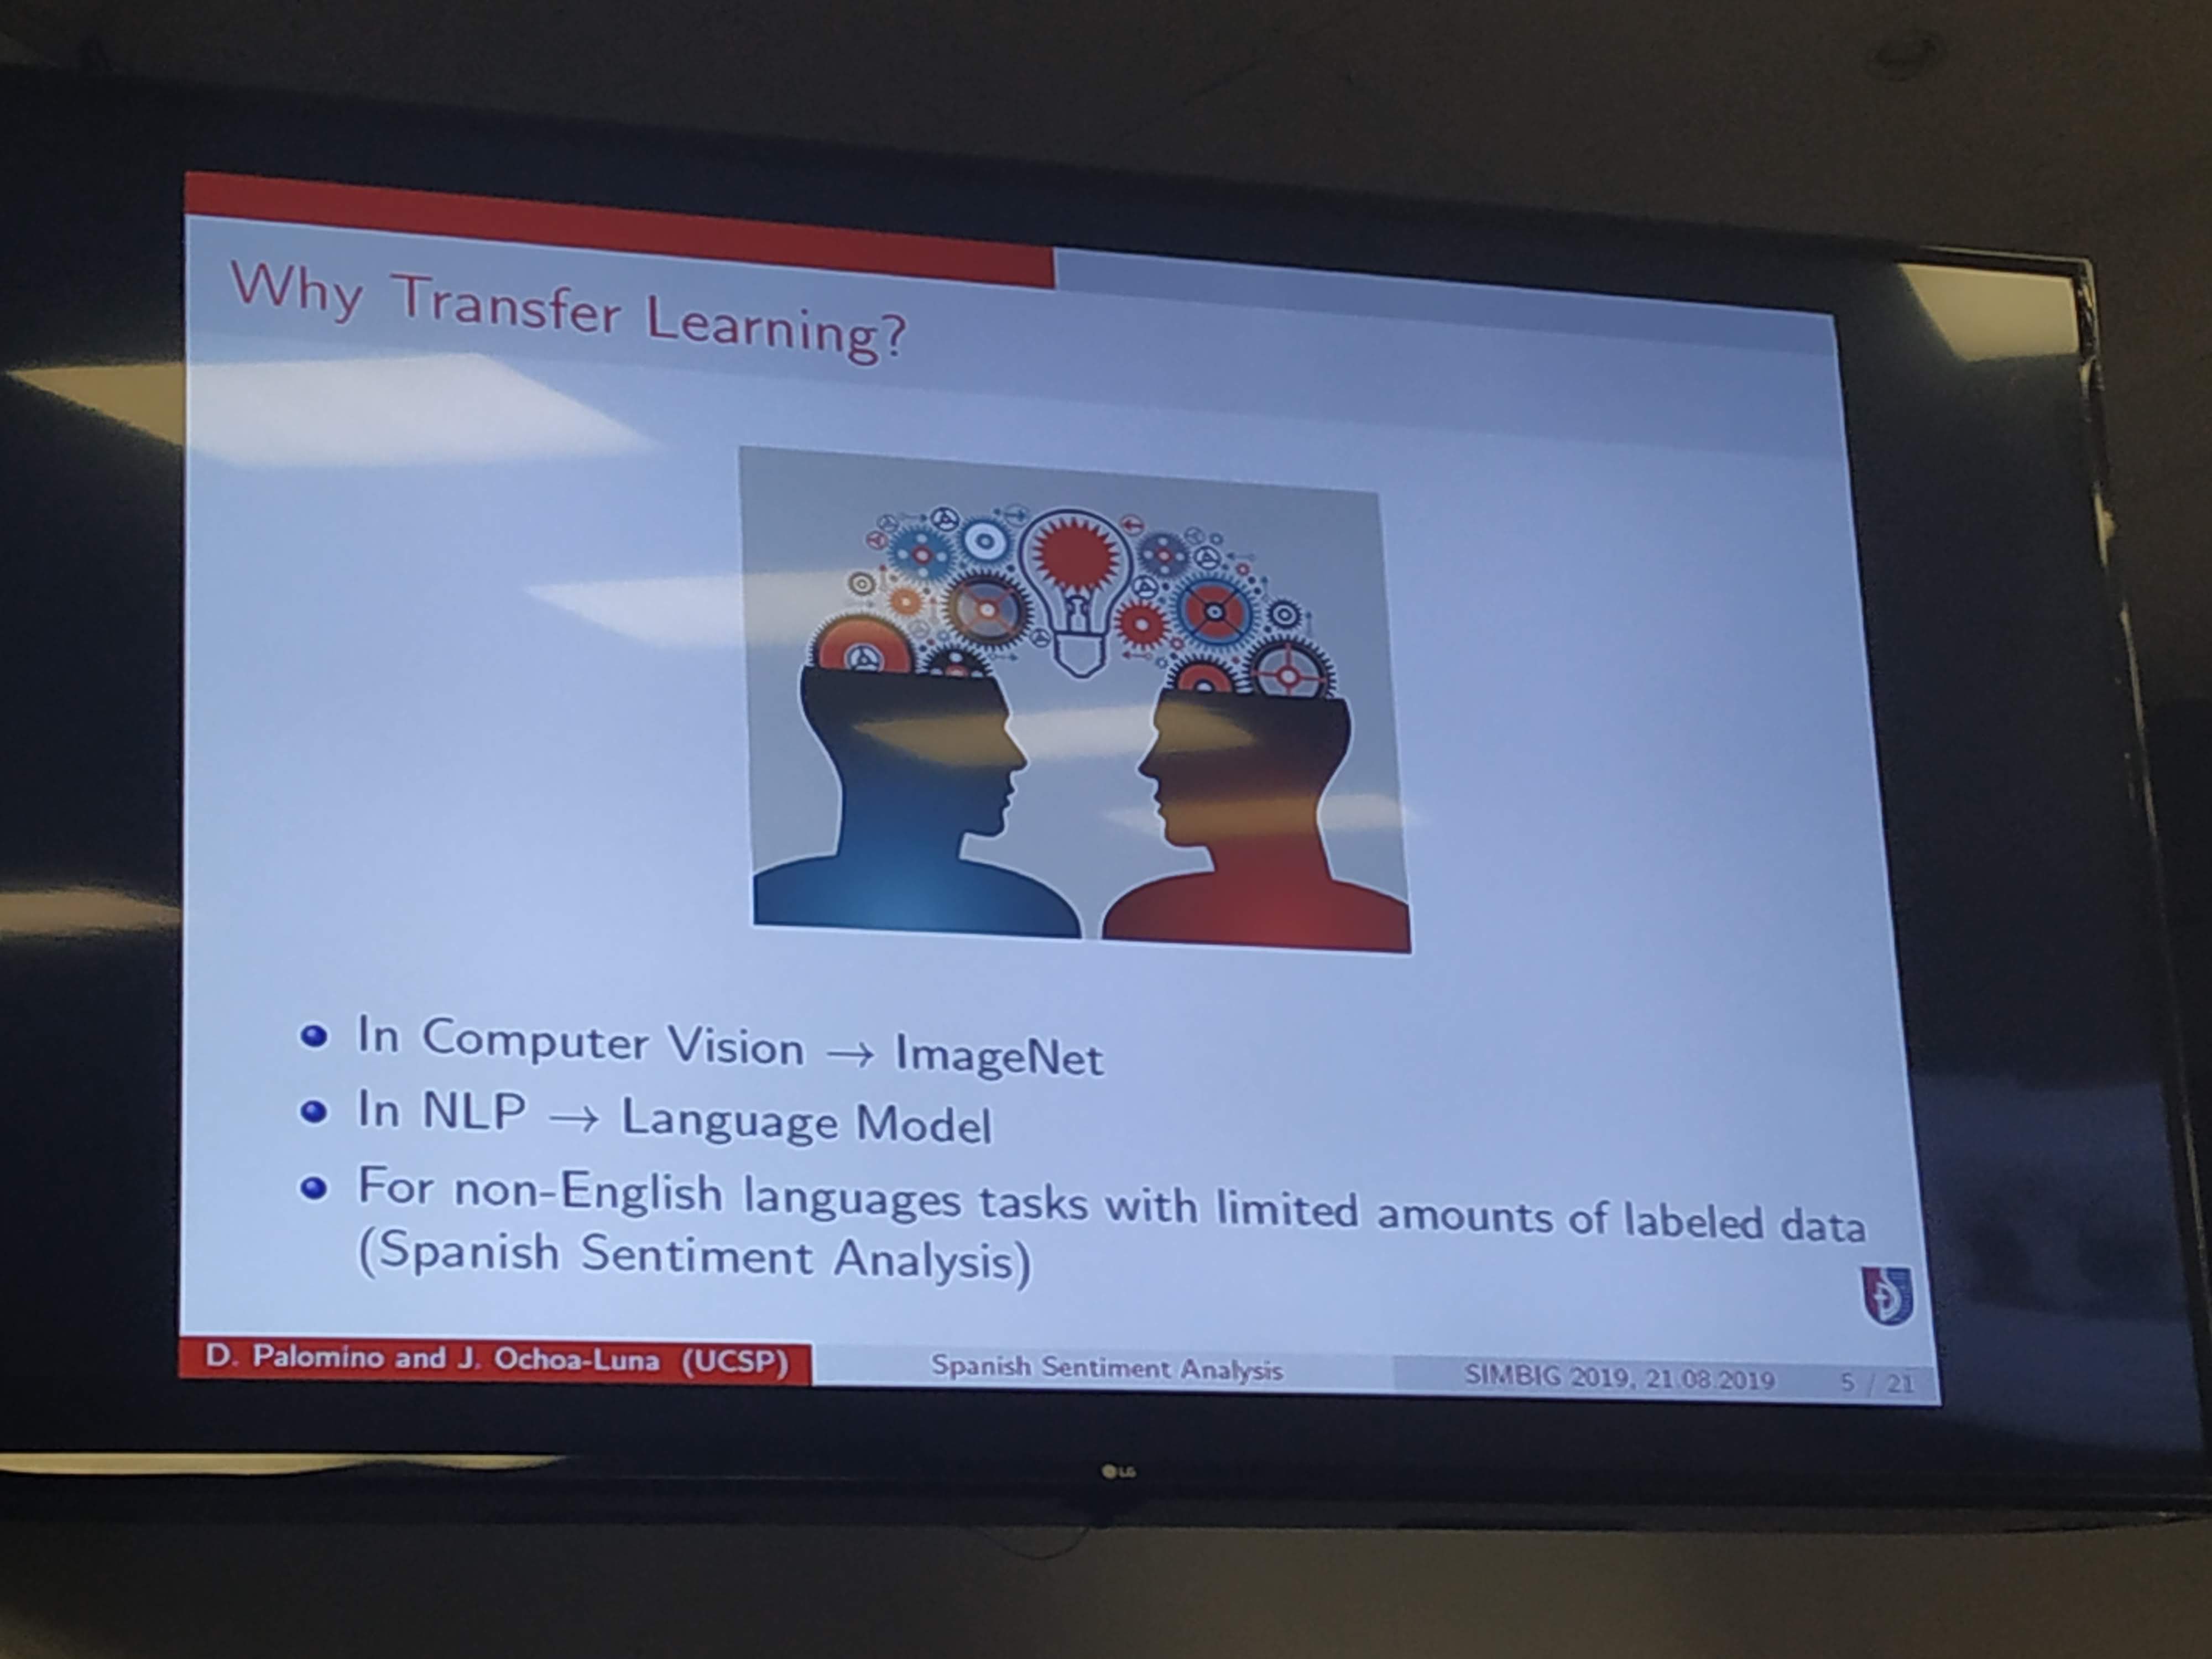 Why Transfer Learning?
In Computer Vision → ImageNet
In NLP → Language Model
For non-English languages tasks with limited amounts of labeled data
(Spanish Sentiment Analysis)
D. Palomino and J. Ochoa-Luna (UCSP)
Spanish Sentiment Analysis
SIMBIG 2019, 21.08.2019
5 / 21
LG